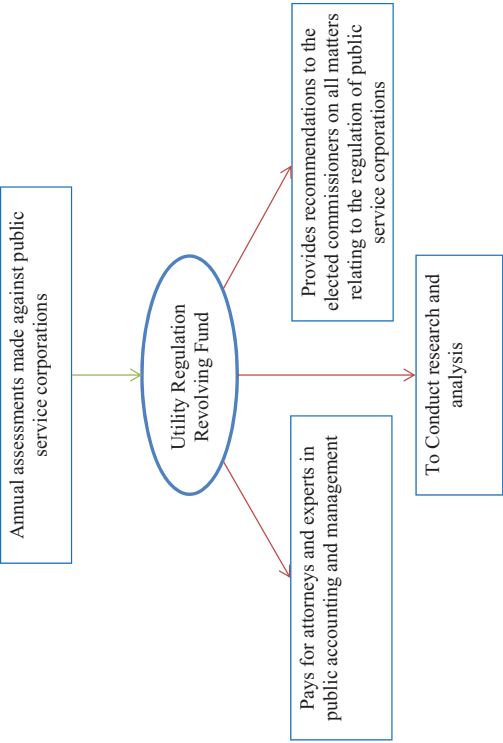 Annual assessments made against public
service corporations
Utility Regulation
Revolving Fund
Pays for attorneys and experts in
public accounting and management
To Conduct research and
analysis
Provides recommendations to the
elected commissioners on all matters
relating to the regulation of public
service corporations